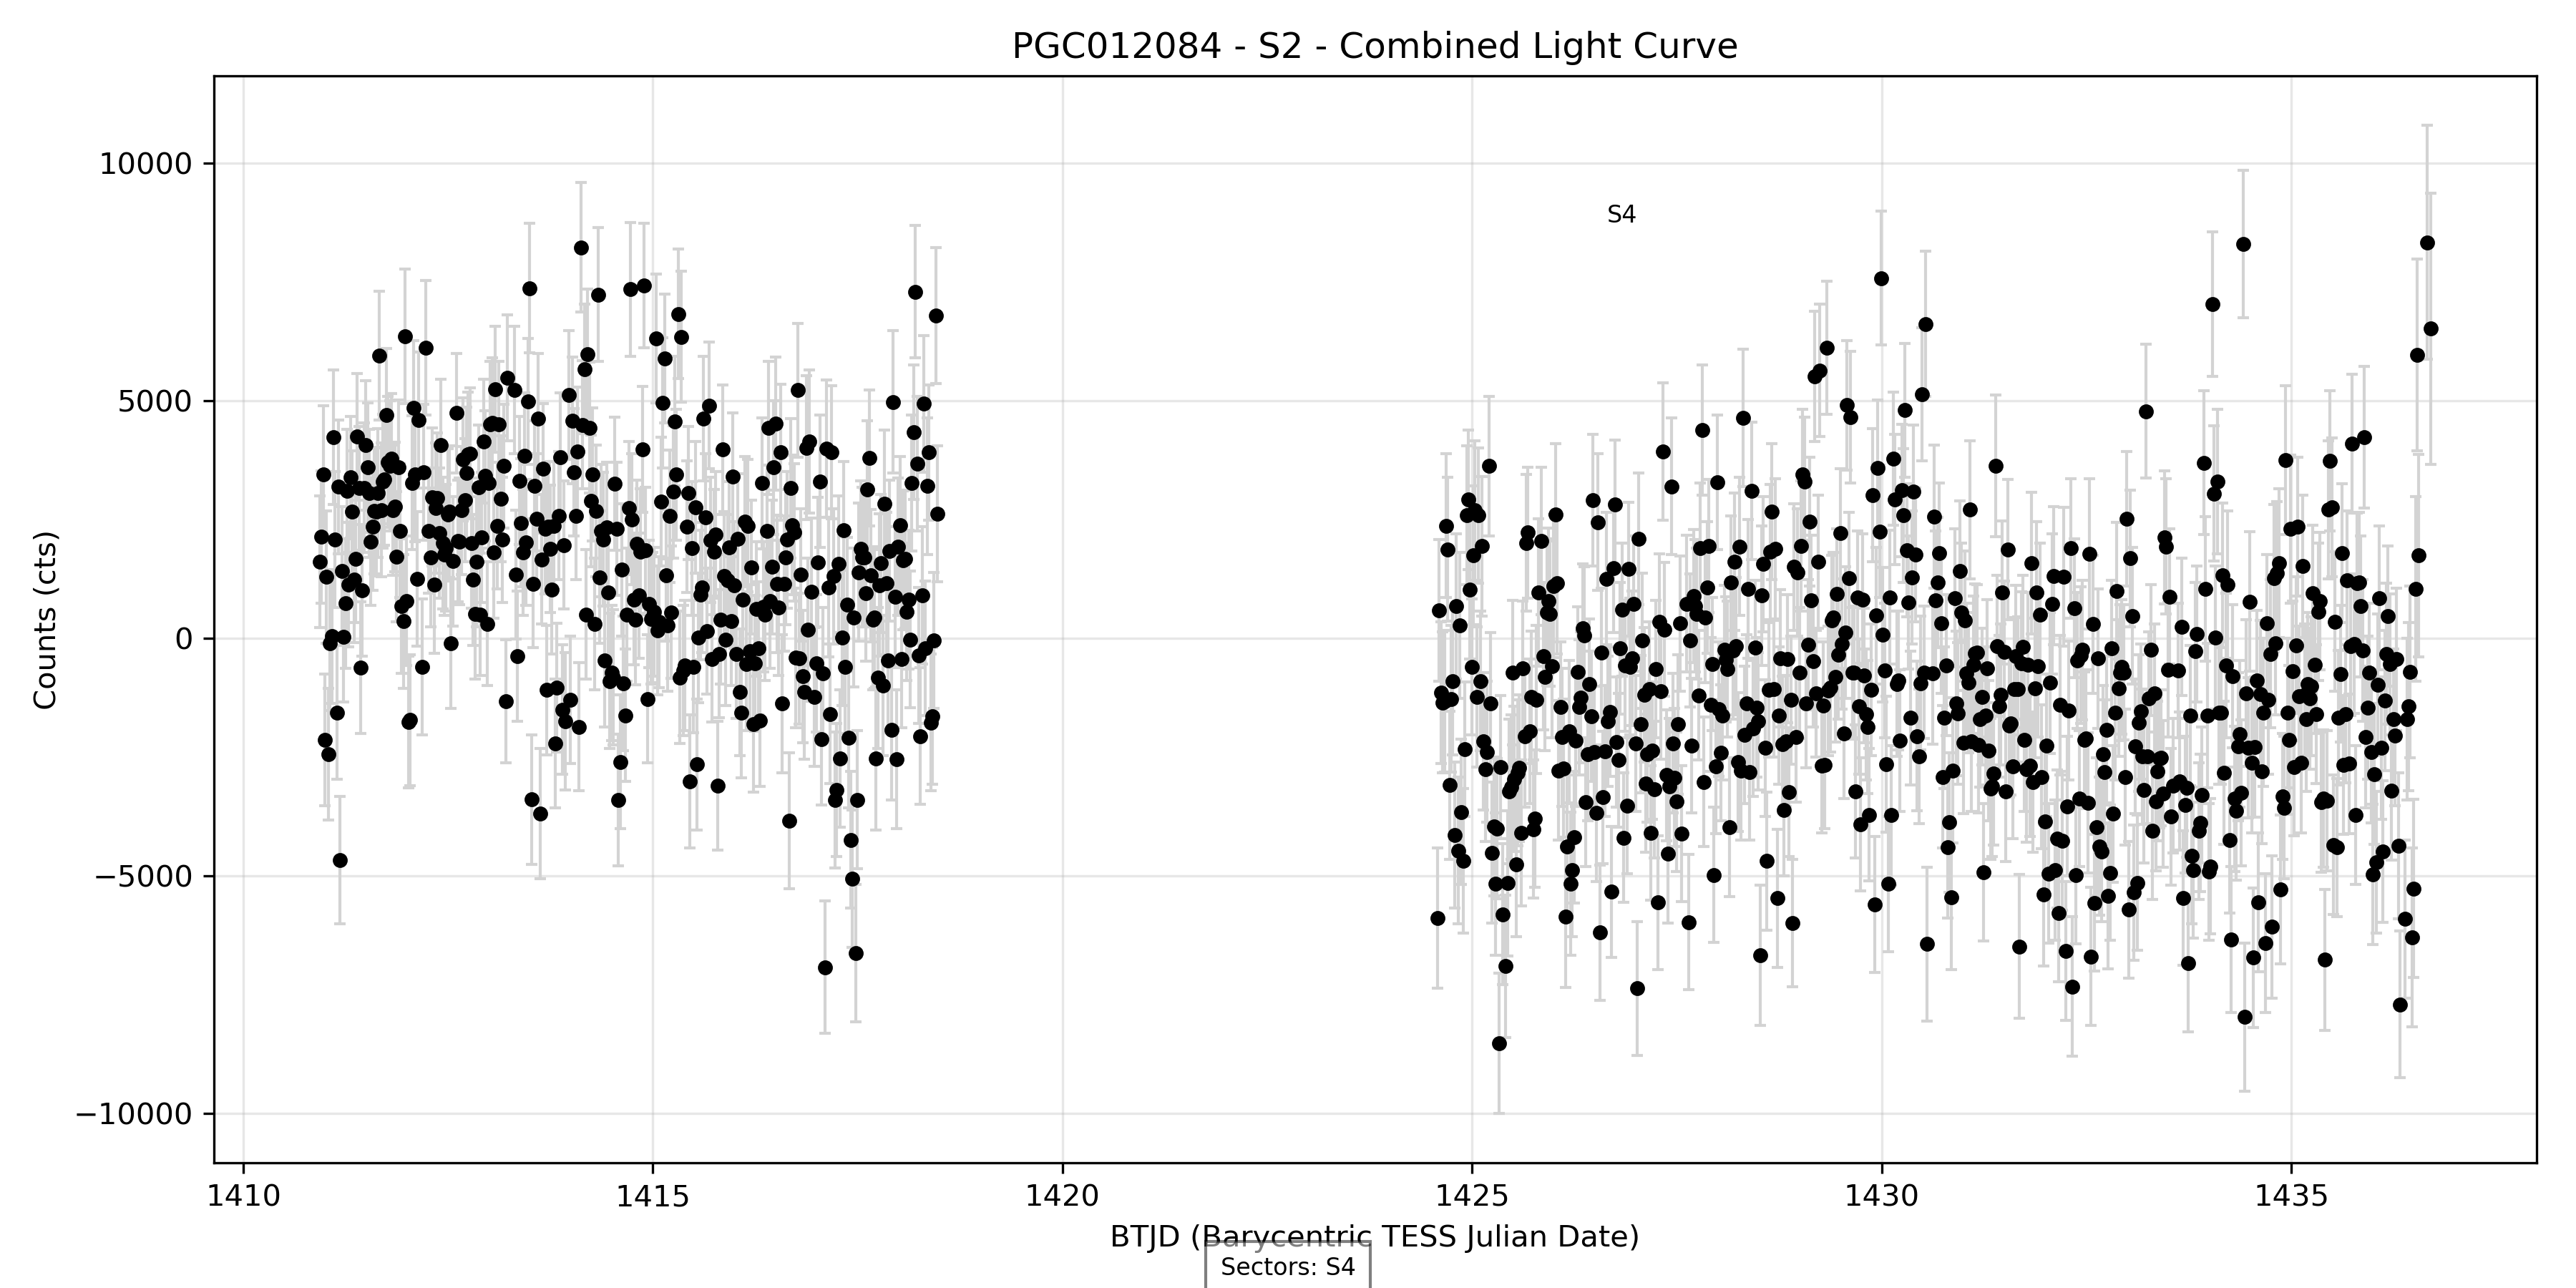 PGC012084 - S2 - Combined Light Curve
Counts (cts)
10000
5000
0
−5000
−10000
S4
1410 1415 1420 1425 1430 1435
BTJD (Barycentric TESS Julian Date)
Sectors: S4